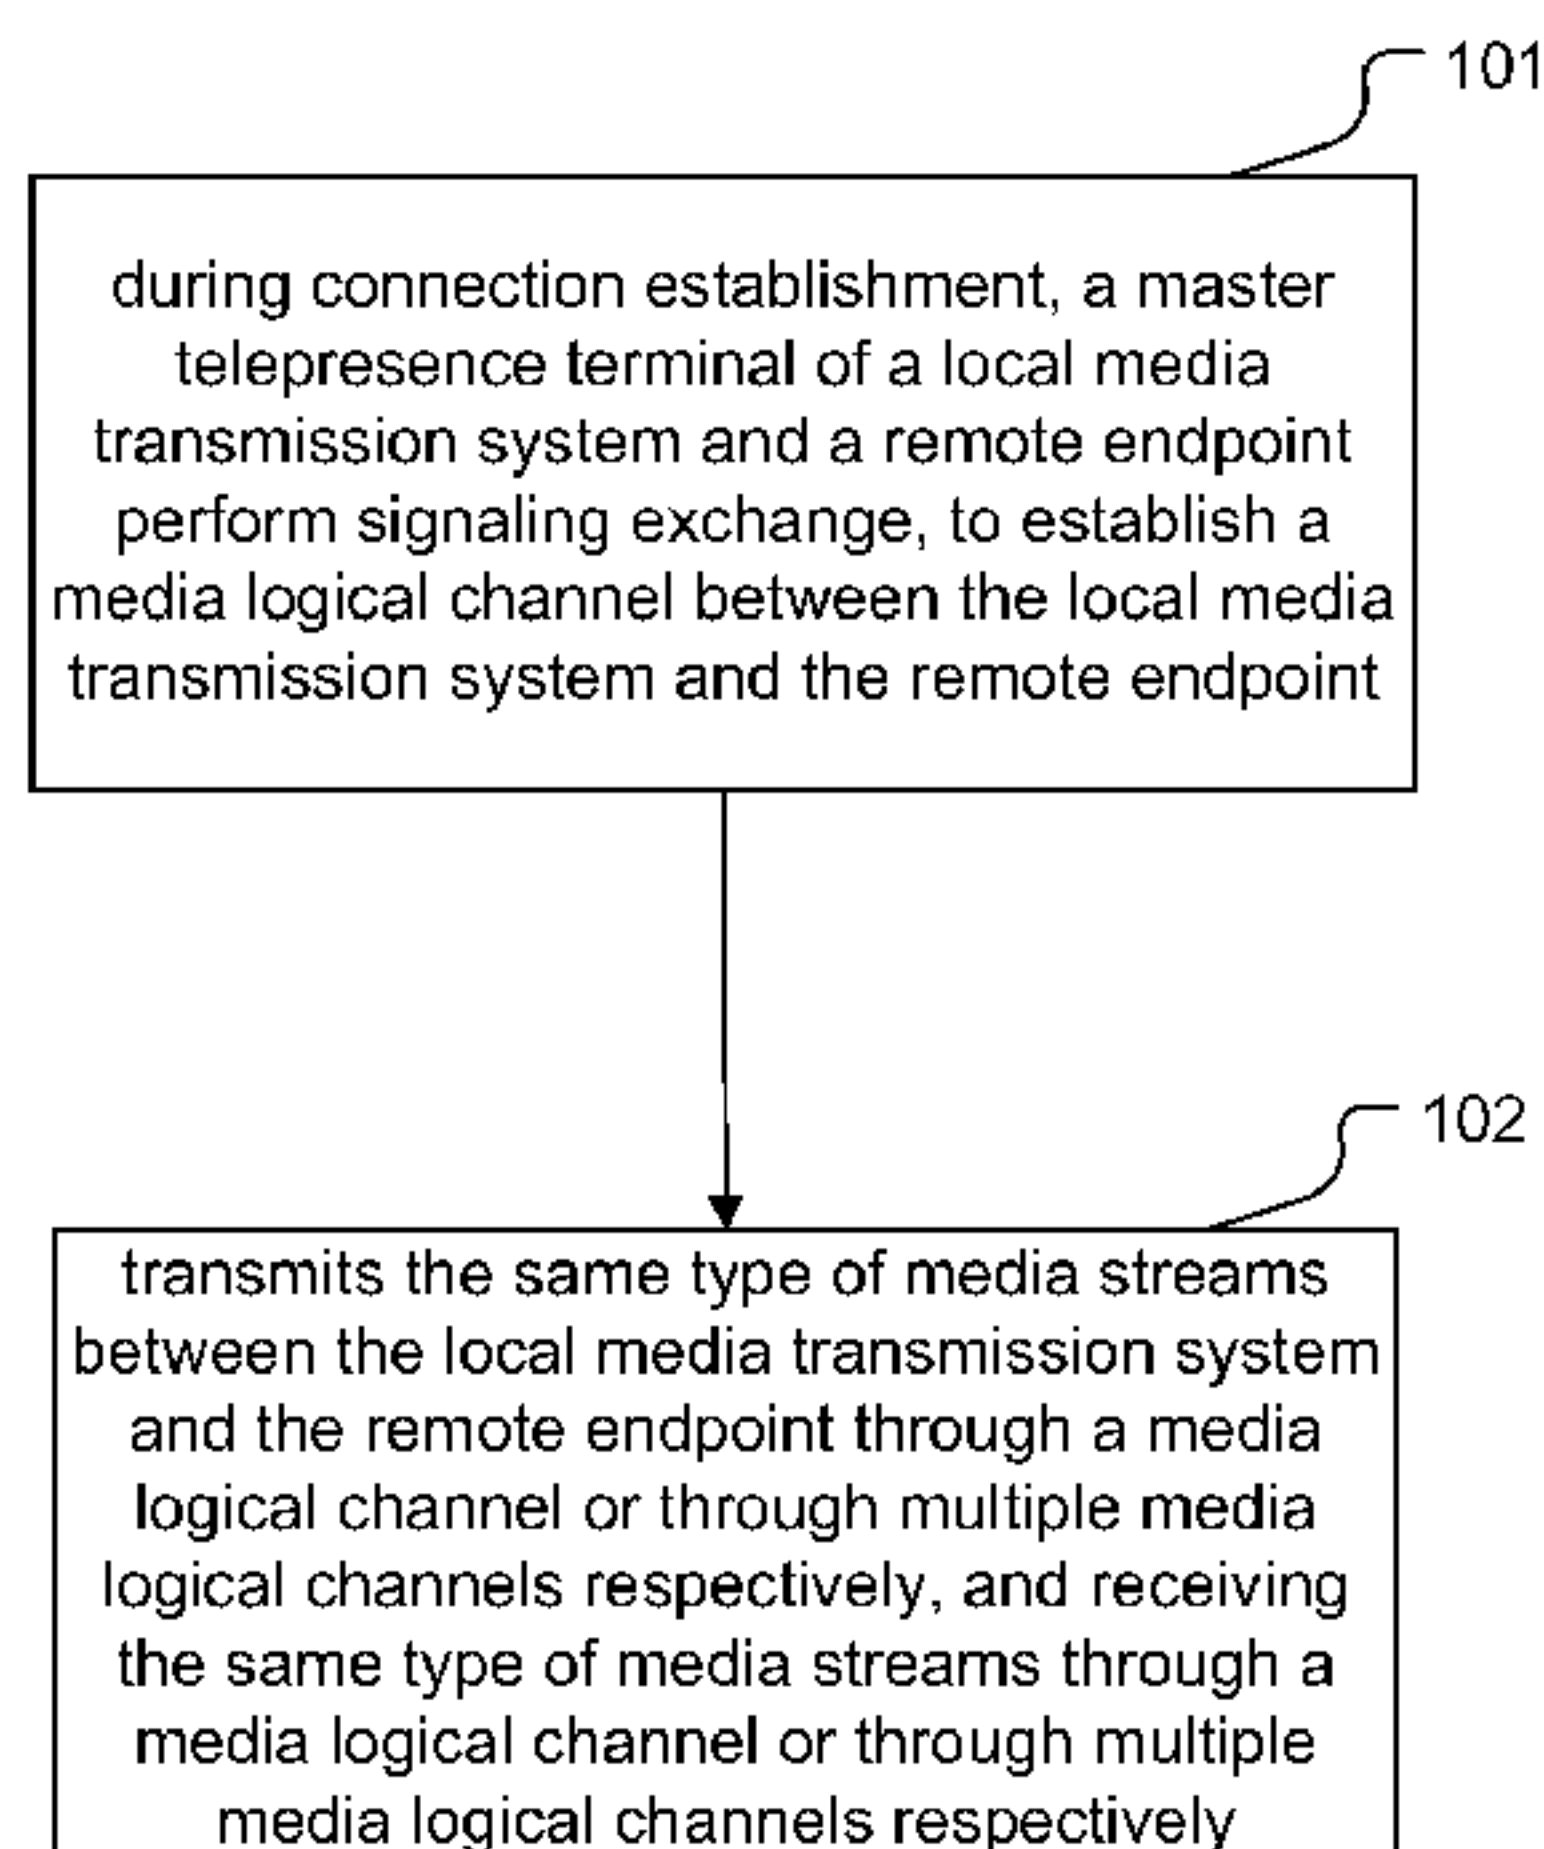 101
during connection establishment, a master
telepresence terminal of a local media
transmission system and a remote endpoint
perform signaling exchange, to establish a
media logical channel between the local media
transmission system and the remote endpoint
102
transmits the same type of media streams
between the local media transmission system
and the remote endpoint through a media
logical channel or through multiple media
logical channels respectively, and receiving
the same type of media streams through a
media logical channel or through multiple
media logical channels respectively